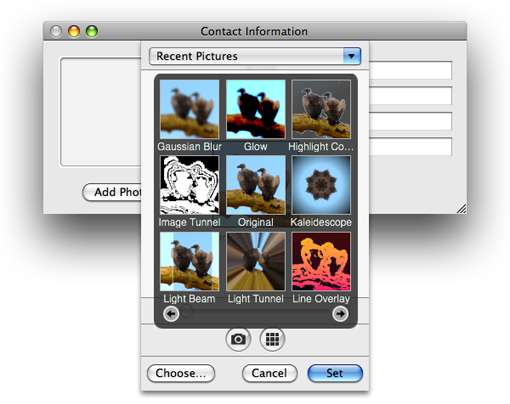 Contact Information
Recent Pictures
Gaussian Blur Glow Highlight Co...
Image Tunnel Original Kaleidescope
Light Beam Light Tunnel Line Overlay
Add Phot
Choose... Cancel Set